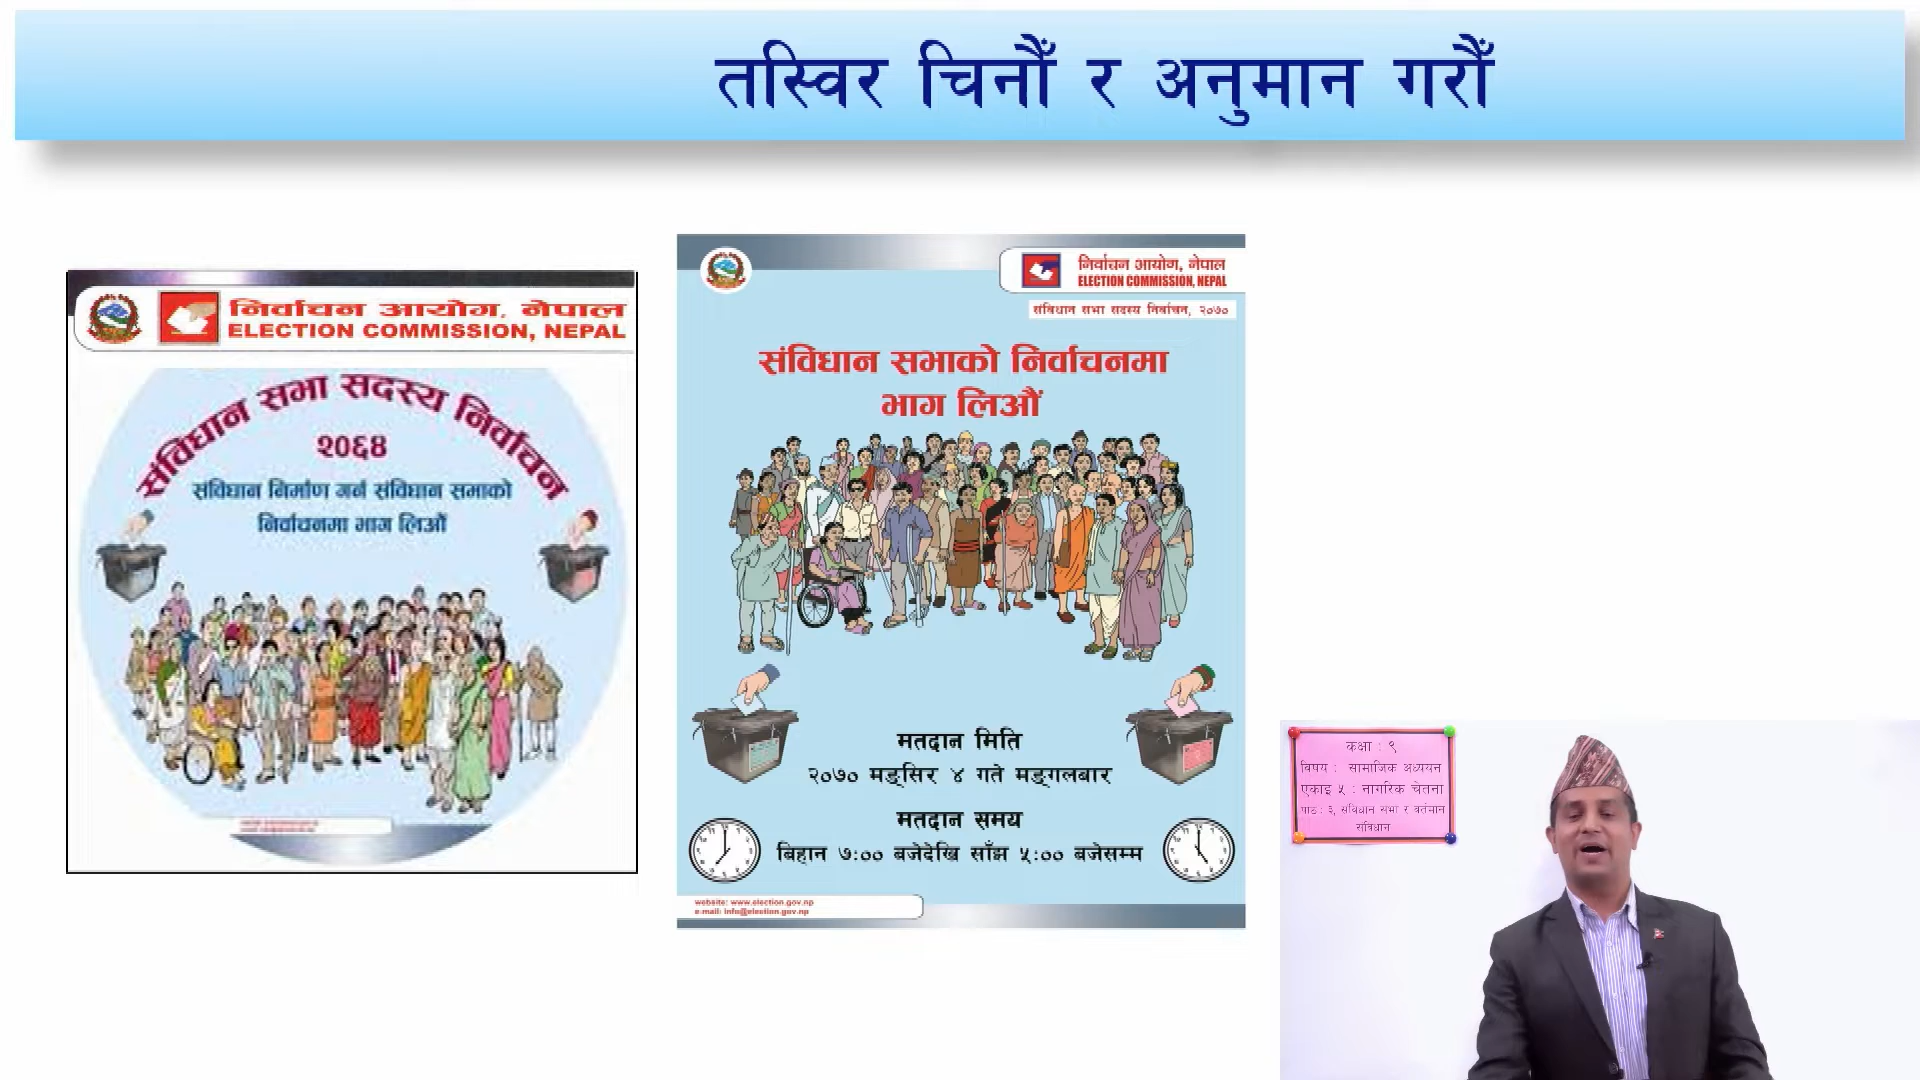 तस्विर चिनौँ र अनुमान गरौँ
निर्वाचन आयोग, नेपाल
ELECTION COMMISSION, NEPAL
संविधान सभा सदस्य निर्वाचन
२०६४
संविधान निर्माण गर्न संविधान सभाको
निर्वाचनमा भाग लिऔं
निर्वाचन आयोग, नेपाल
ELECTION COMMISSION, NEPAL
संविधान सभा सदस्य निर्वाचन, २०७०
संविधान सभाको निर्वाचनमा
भाग लिऔं
मतदान मिति
२०७० मङ्सिर ४ गते मङ्गलबार
मतदान समय
बिहान ७:०० बजेदेखि साँझ ५:०० बजेसम्म
website: www.election.gov.np
e-mail: info@election.gov.np
कक्षा : ९
विषय : सामाजिक अध्ययन
एकाइ ५ : नागरिक चेतना
पाठ : ३, संविधान सभा र वर्तमान
संविधान